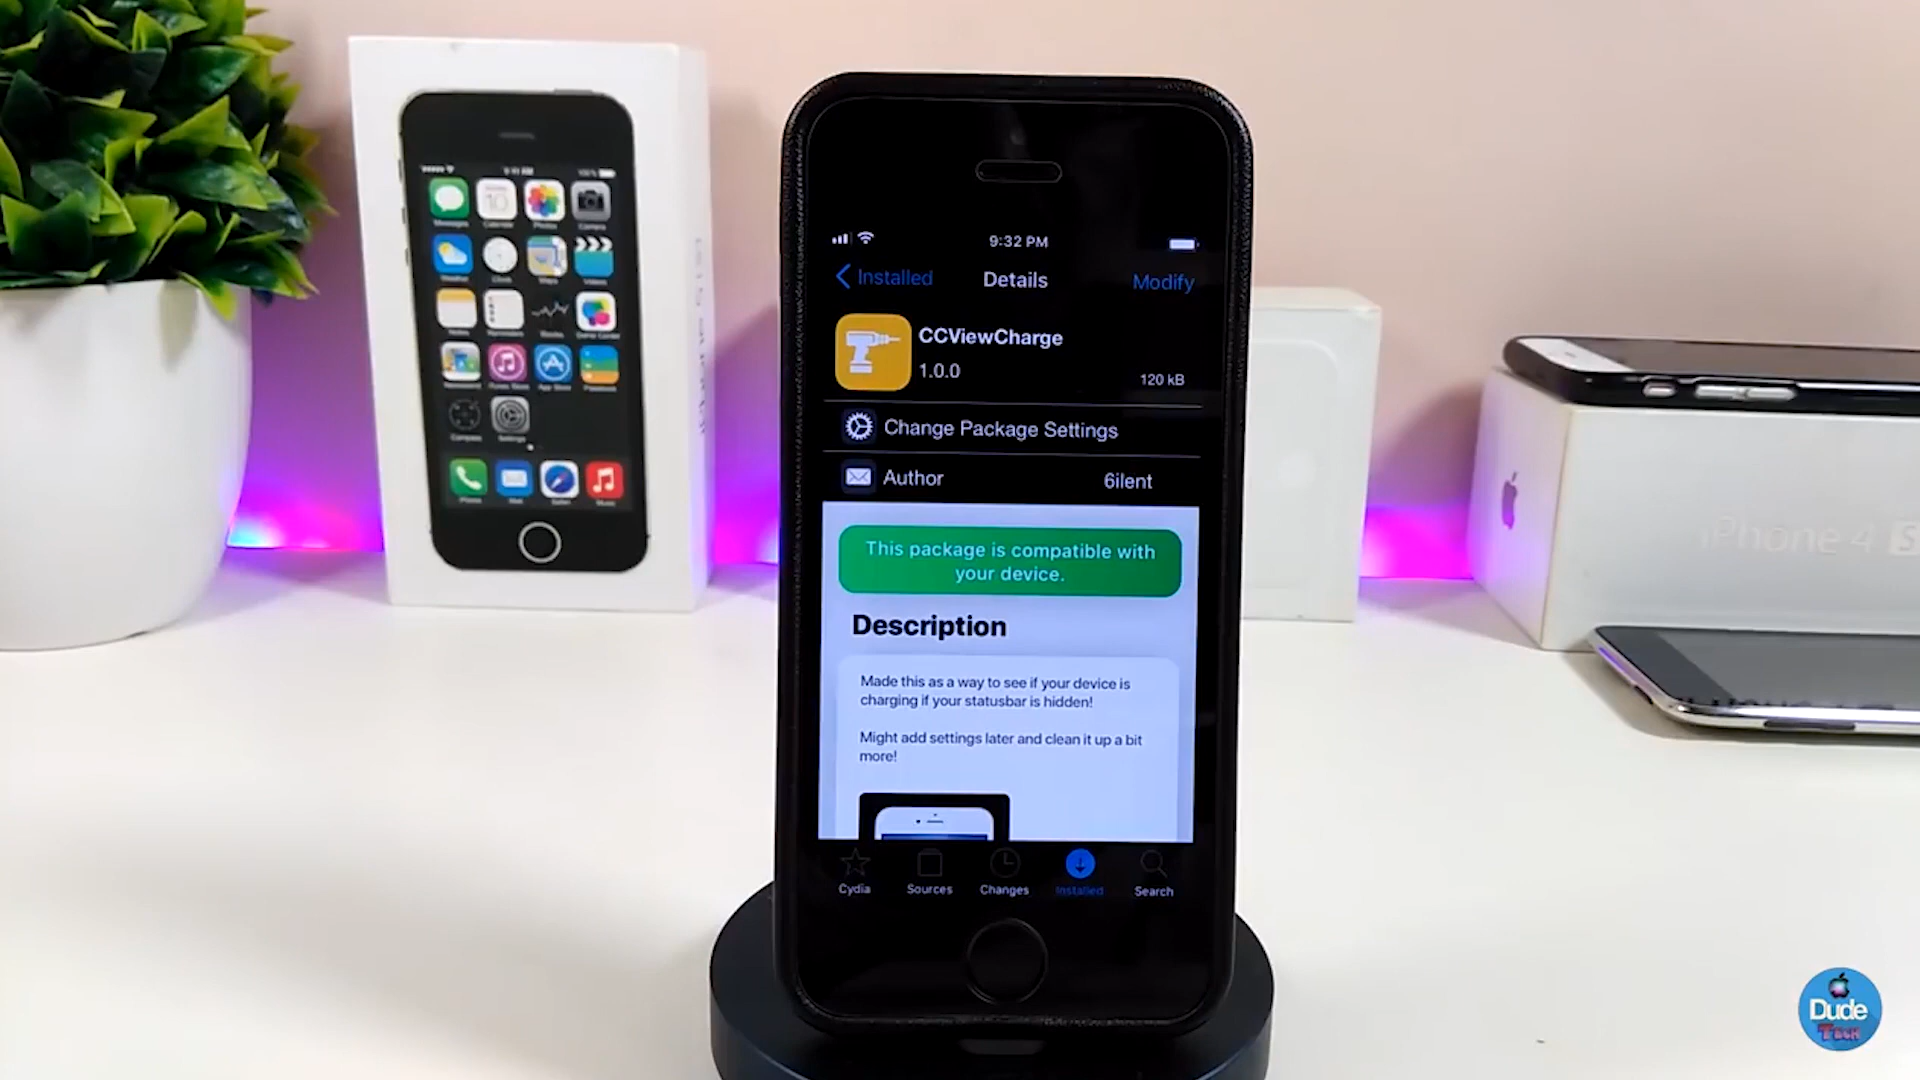 9:32 PM
Installed
Details
Modify
CCViewCharge
1.0.0
120 kB
Change Package Settings
Author
6ilent
This package is compatible with
your device.
Description
Made this as a way to see if your device is
charging if your statusbar is hidden!
Might add settings later and clean it up a bit
more!
Cydia
Sources
Changes
Installed
Search
iPhone 4 S
Dude
Tech